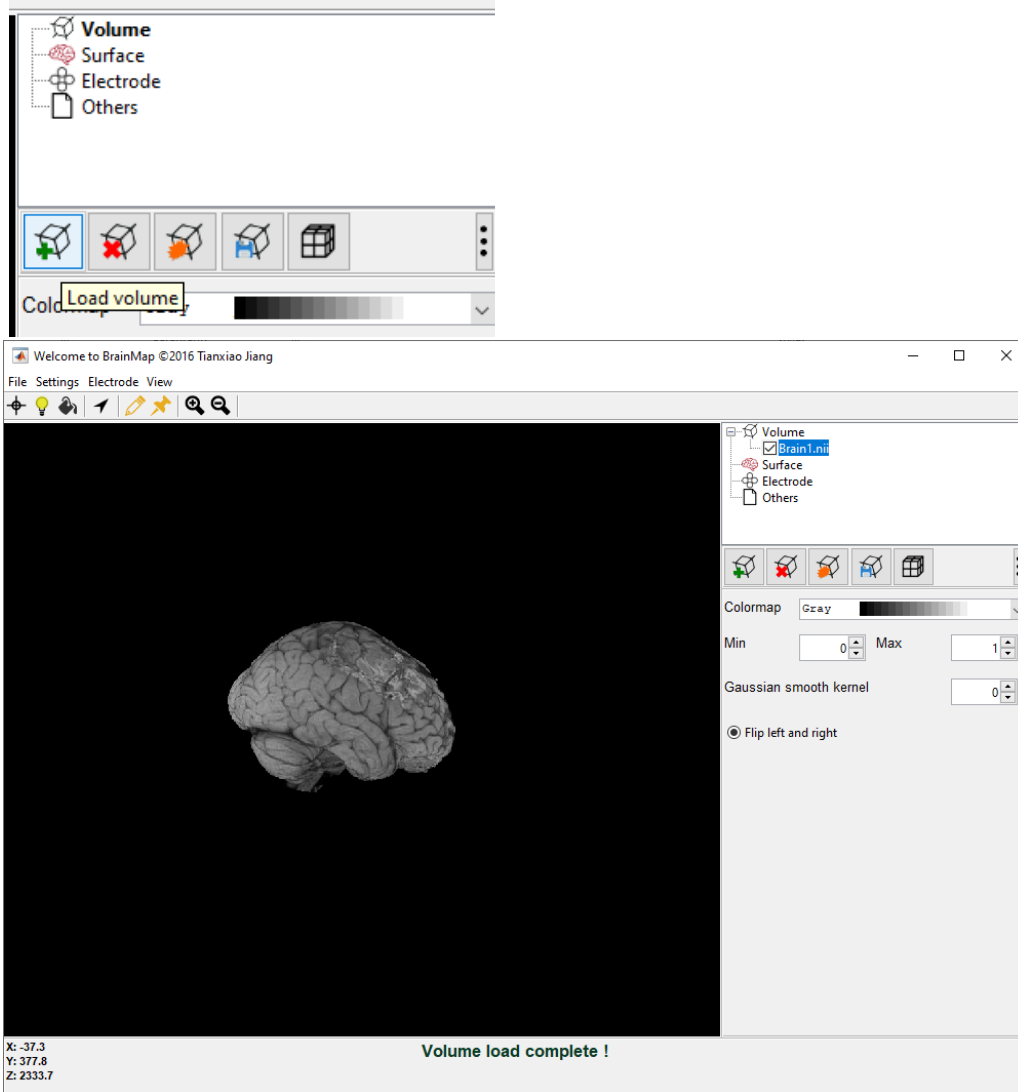 Volume
Surface
Electrode
Others
Load volume
Welcome to BrainMap ©2016 Tianxiao Jiang
File Settings Electrode View
Volume
Brain1.nii
Surface
Electrode
Others
Colormap Gray
Min 0 Max 1
Gaussian smooth kernel 0
Flip left and right
X: -37.3
Y: 377.8
Z: 2333.7
Volume load complete !